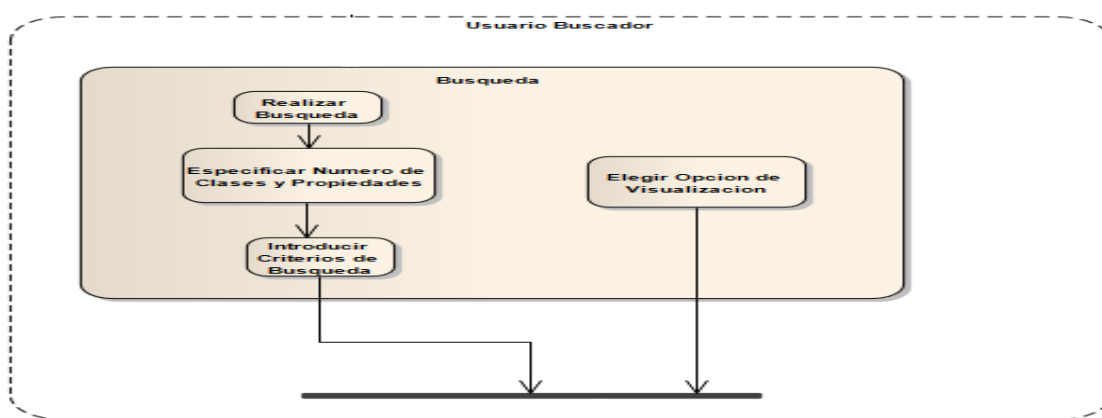 Usuario Buscador
Busqueda
Realizar
Busqueda
Especificar Numero de
Clases y Propiedades
Elegir Opcion de
Visualizacion
Introducir
Criterios de
Busqueda